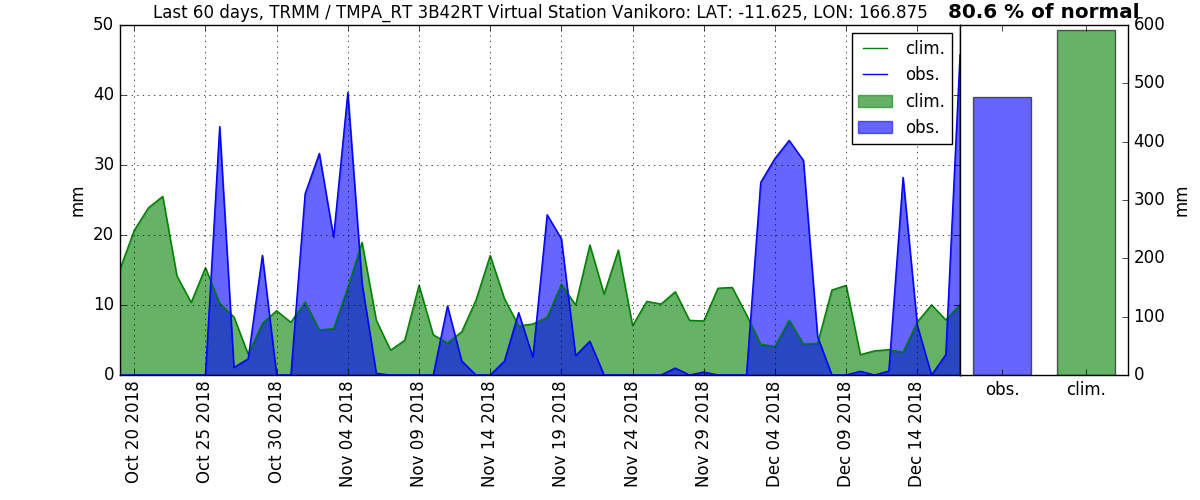 Last 60 days, TRMM / TMPA_RT 3B42RT Virtual Station Vanikoro: LAT: -11.625, LON: 166.875
80.6 % of normal
50
40
30
20
10
0
mm
clim.
obs.
clim.
obs.
600
500
400
300
200
100
0
mm
Oct 20 2018
Oct 25 2018
Oct 30 2018
Nov 04 2018
Nov 09 2018
Nov 14 2018
Nov 19 2018
Nov 24 2018
Nov 29 2018
Dec 04 2018
Dec 09 2018
Dec 14 2018
obs.
clim.